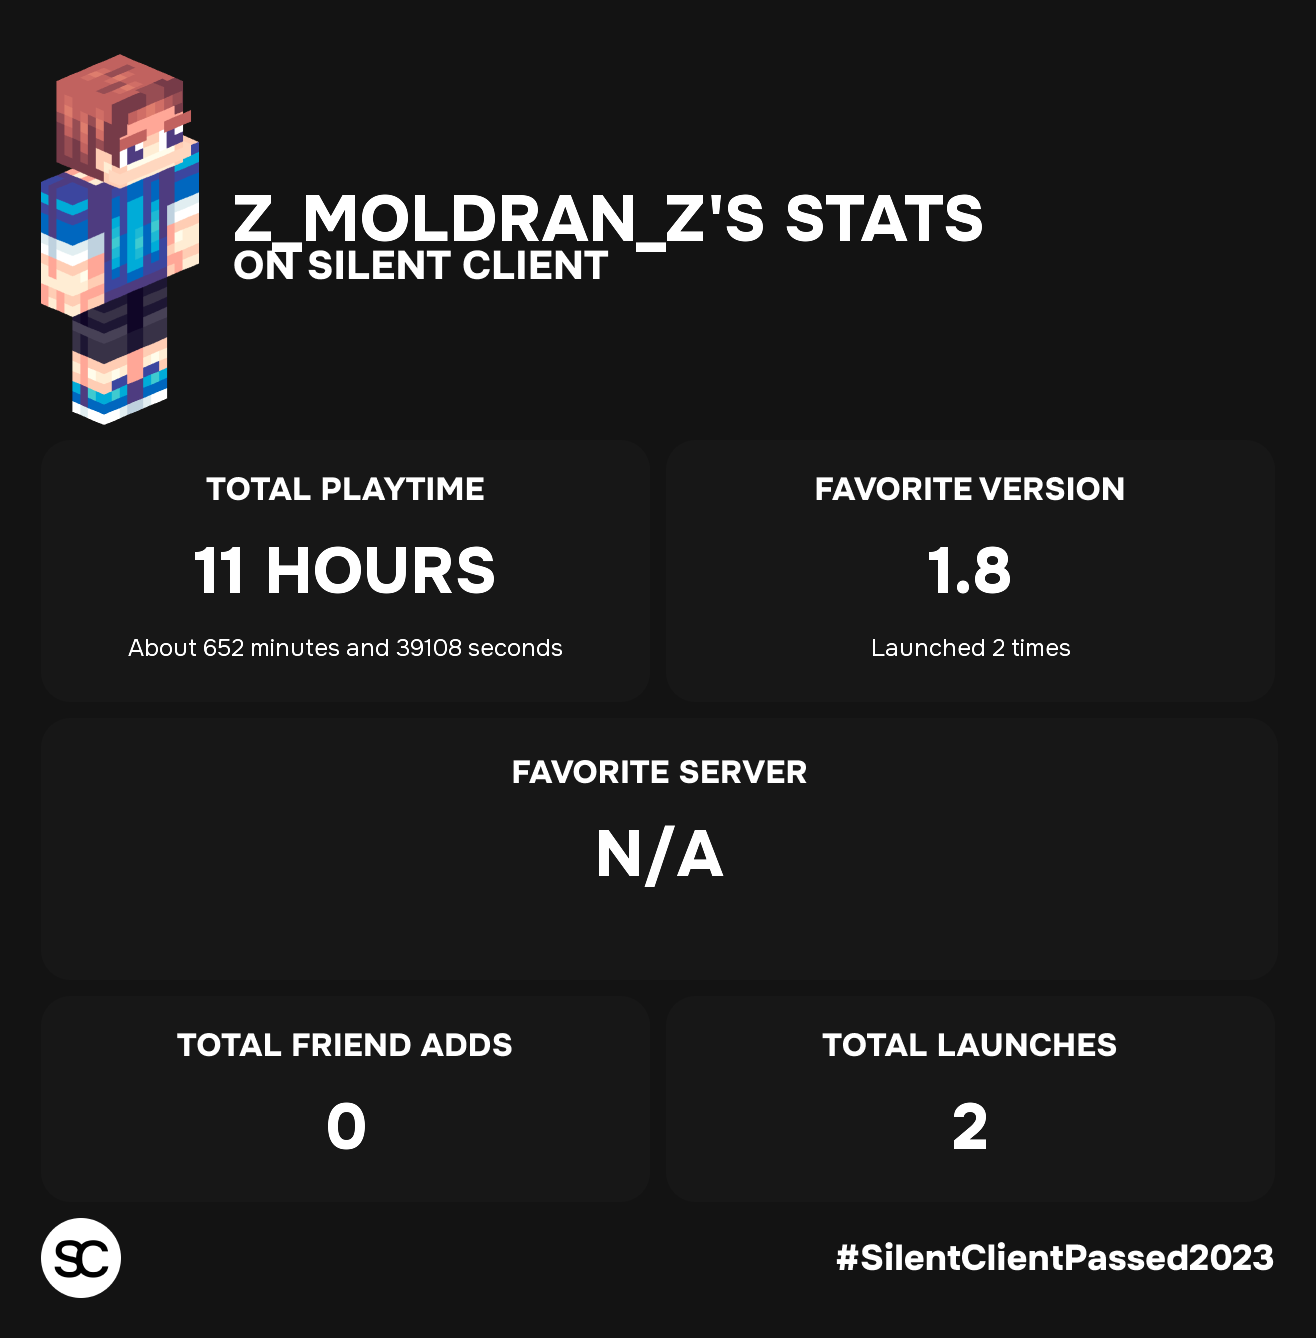 Z_MOLDRAN_Z'S STATS
ON SILENT CLIENT
TOTAL PLAYTIME
11 HOURS
About 652 minutes and 39108 seconds
FAVORITE VERSION
1.8
Launched 2 times
FAVORITE SERVER
N/A
TOTAL FRIEND ADDS
0
TOTAL LAUNCHES
2
SC
#SilentClientPassed2023